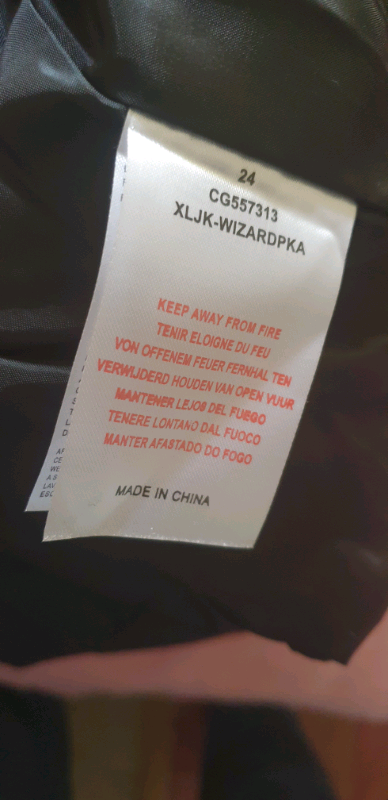 24
CG557313
XLJK-WIZARDPKA
KEEP AWAY FROM FIRE
TENIR ELOIGNE DU FEU
VON OFFENEM FEUER FERNHAL TEN
VERWIJDERD HOUDEN VAN OPEN VUUR
MANTENER LEJOS DEL FUEGO
TENERE LONTANO DAL FUOCO
MANTER AFASTADO DO FOGO
MADE IN CHINA